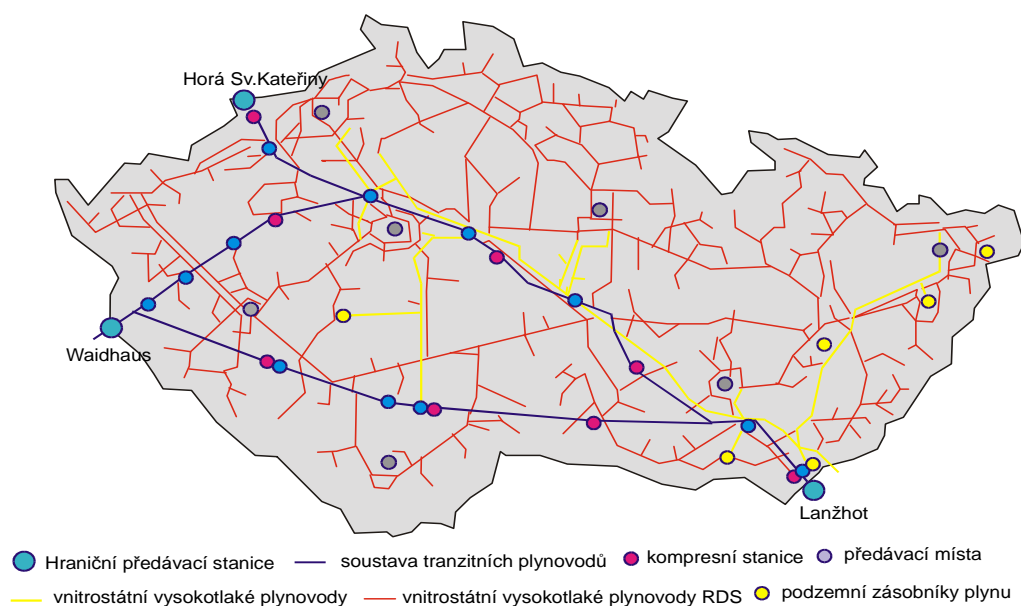 Horá Sv.Kateřiny
Waidhaus
Lanžhot
Hraniční předávací stanice
soustava tranzitních plynovodů
kompresní stanice
předávací místa
vnitrostátní vysokotlaké plynovody
vnitrostátní vysokotlaké plynovody RDS
podzemní zásobníky plynu